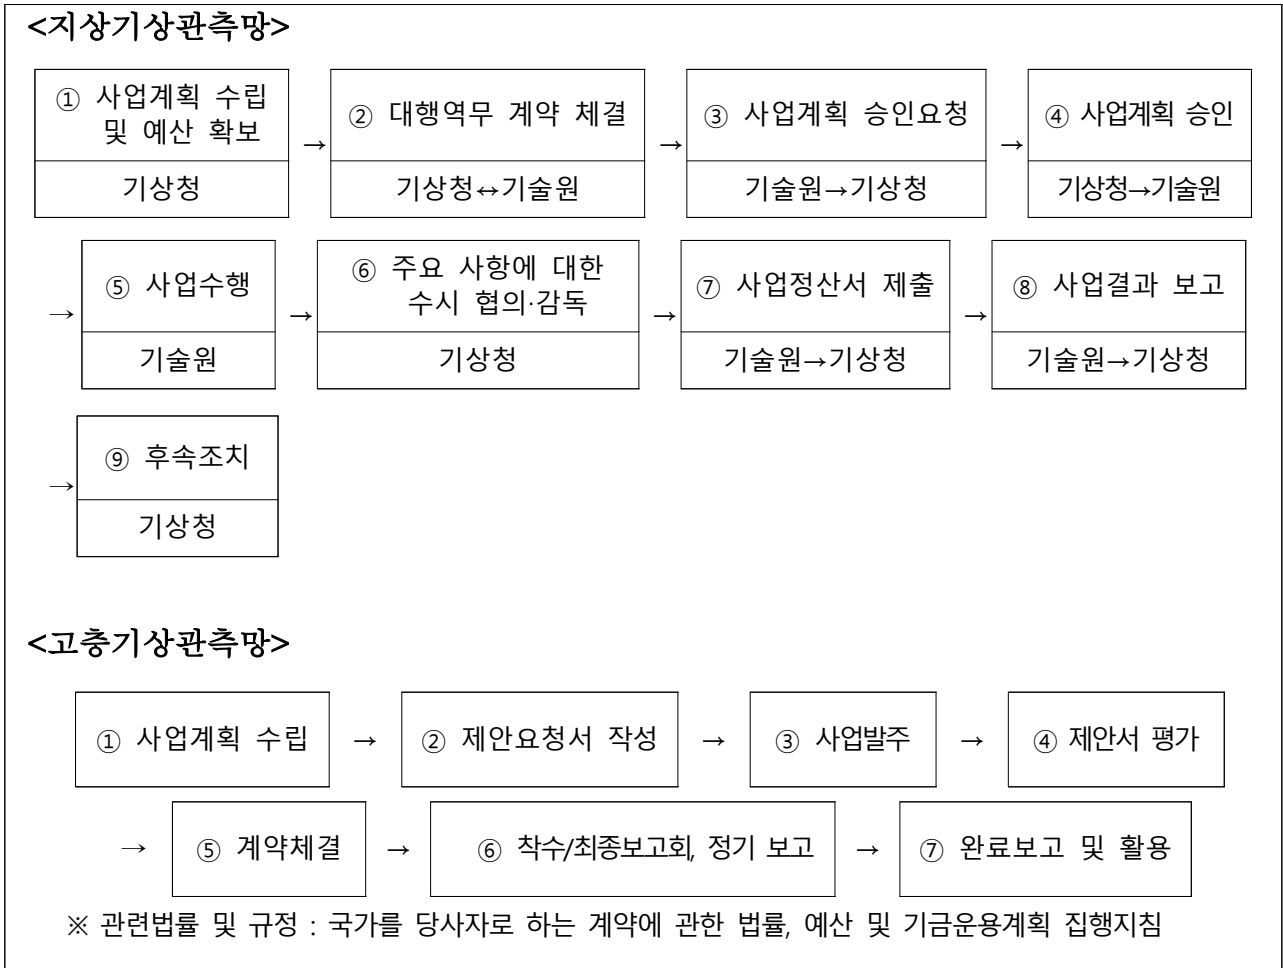 <지상기상관측망>
① 사업계획 수립
및 예산 확보
기상청
→
② 대행역무 계약 체결
기상청↔기술원
→
③ 사업계획 승인요청
기술원→기상청
→
④ 사업계획 승인
기상청→기술원
→
⑤ 사업수행
기술원
→
⑥ 주요 사항에 대한
수시 협의·감독
기상청
→
⑦ 사업정산서 제출
기술원→기상청
→
⑧ 사업결과 보고
기술원→기상청
→
⑨ 후속조치
기상청
<고층기상관측망>
① 사업계획 수립 → ② 제안요청서 작성 → ③ 사업발주 → ④ 제안서 평가
→ ⑤ 계약체결 → ⑥ 착수/최종보고회, 정기 보고 → ⑦ 완료보고 및 활용
※ 관련법률 및 규정 : 국가를 당사자로 하는 계약에 관한 법률, 예산 및 기금운용계획 집행지침